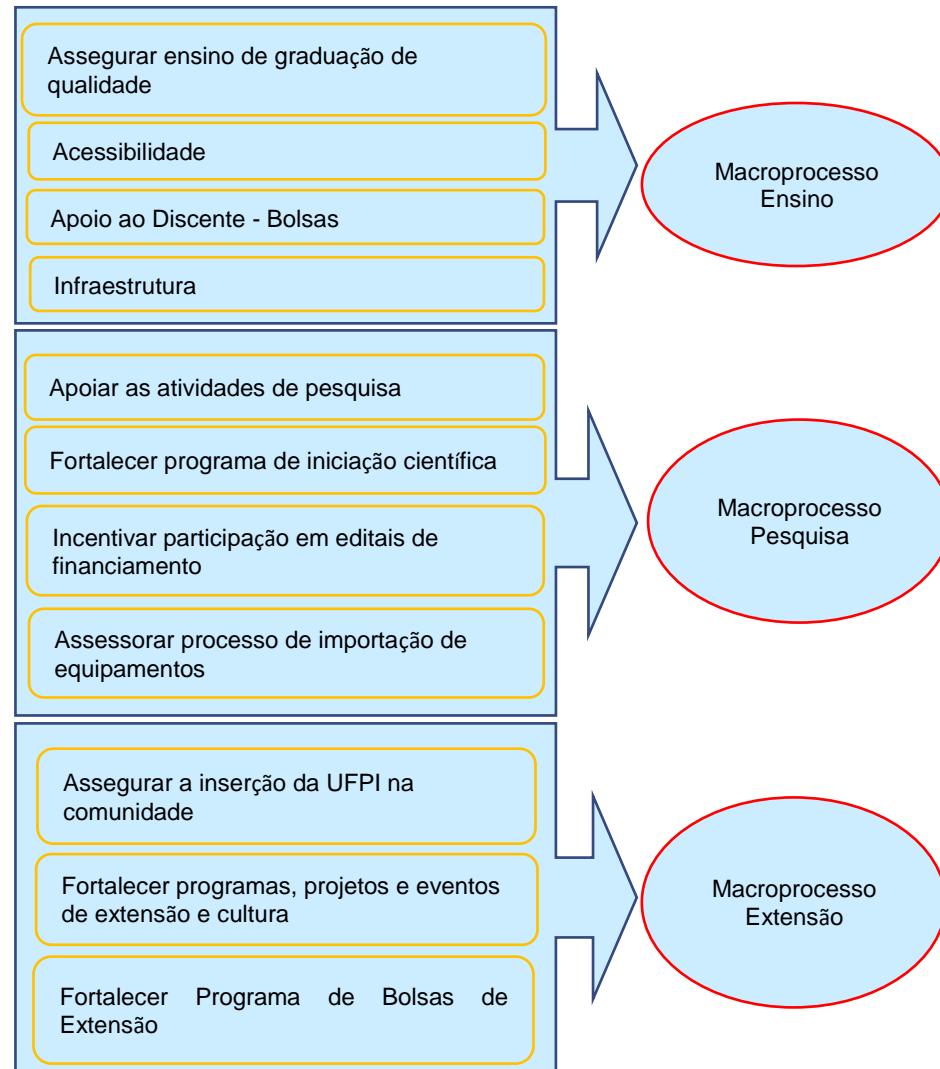 Assegurar ensino de graduação de
qualidade
Acessibilidade
Apoio ao Discente - Bolsas
Infraestrutura
Macroprocesso
Ensino
Apoiar as atividades de pesquisa
Fortalecer programa de iniciação científica
Incentivar participação em editais de
financiamento
Assessorar processo de importação de
equipamentos
Macroprocesso
Pesquisa
Assegurar a inserção da UFPI na
comunidade
Fortalecer programas, projetos e eventos
de extensão e cultura
Fortalecer Programa de Bolsas de
Extensão
Macroprocesso
Extensão